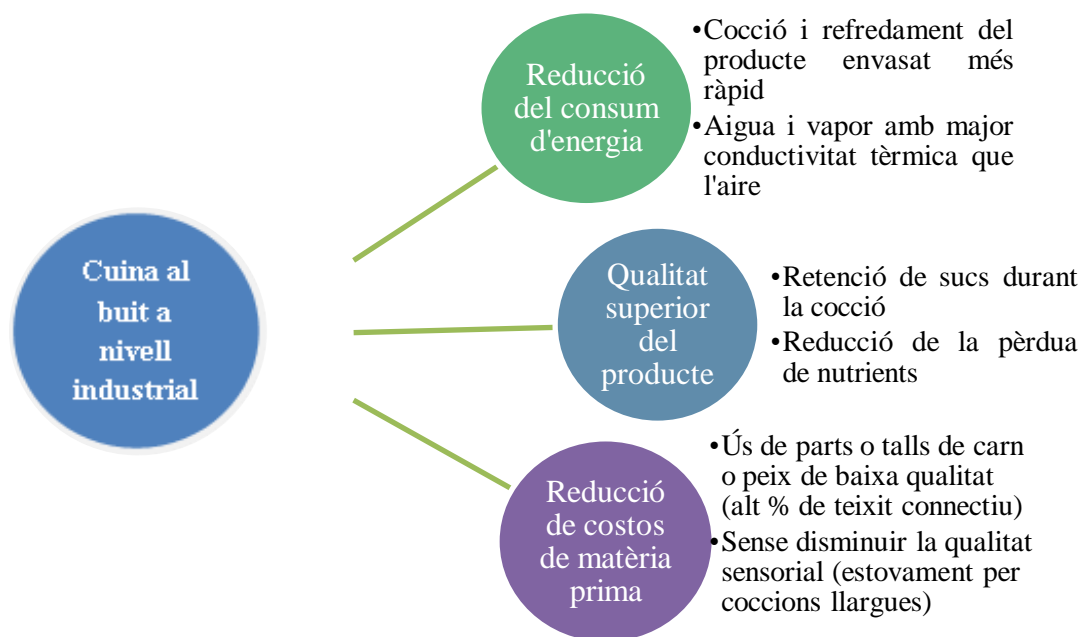 Cuina al
buit a
nivell
industrial
Reducció
del consum
d'energia
•Cocció i refredament del
producte envasat més
ràpid
•Aigua i vapor amb major
conductivitat tèrmica que
l'aire
Qualitat
superior
del
producte
•Retenció de sucs durant
la cocció
•Reducció de la pèrdua
de nutrients
Reducció
de costos
de matèria
prima
•Ús de parts o talls de carn
o peix de baixa qualitat
(alt % de teixit connectiu)
•Sense disminuir la qualitat
sensorial (estovament per
coccions llargues)